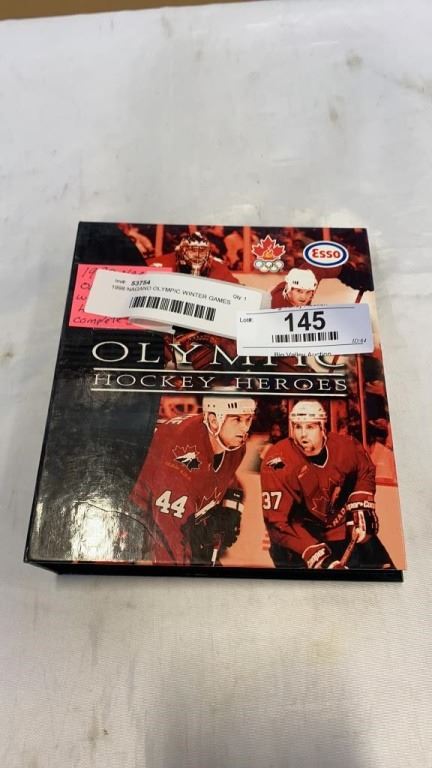 Esso
Inv#: 53754 Qty: 1
1998 NAGANO OLYMPIC WINTER GAMES
Lot#: 145
Big Valley Auction
complete
OLYMPIC
HOCKEY HEROES
44
37